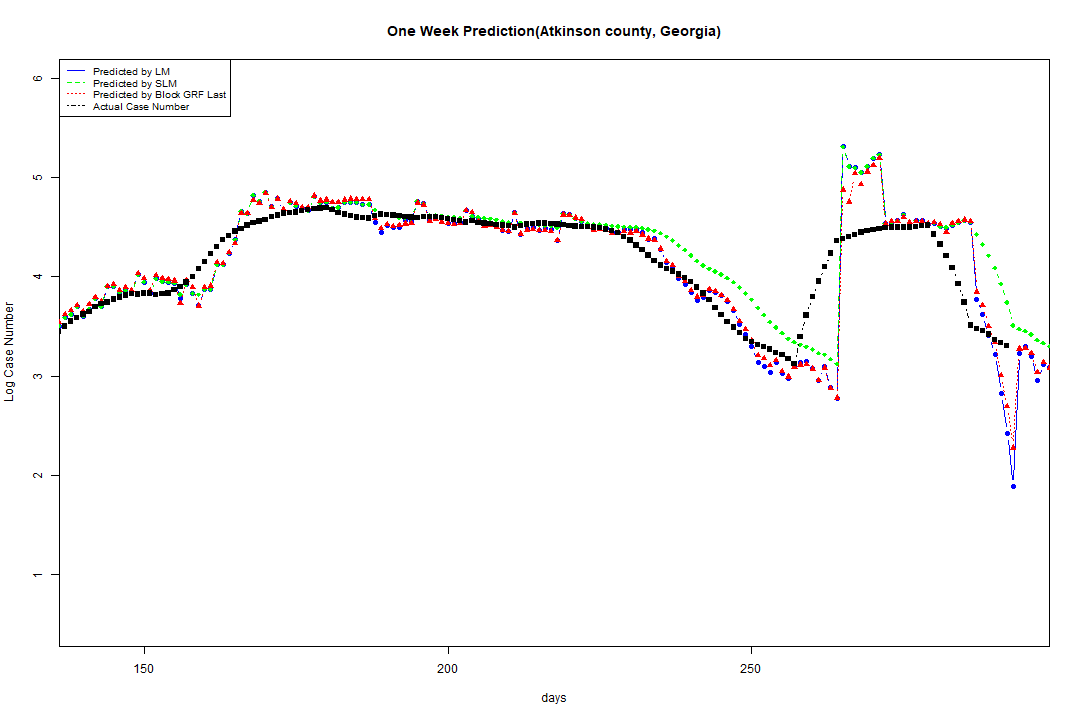 One Week Prediction(Atkinson county, Georgia)
Predicted by LM
Predicted by SLM
Predicted by Block GRF Last
Actual Case Number
6
5
4
3
2
1
Log Case Number
150 200 250
days